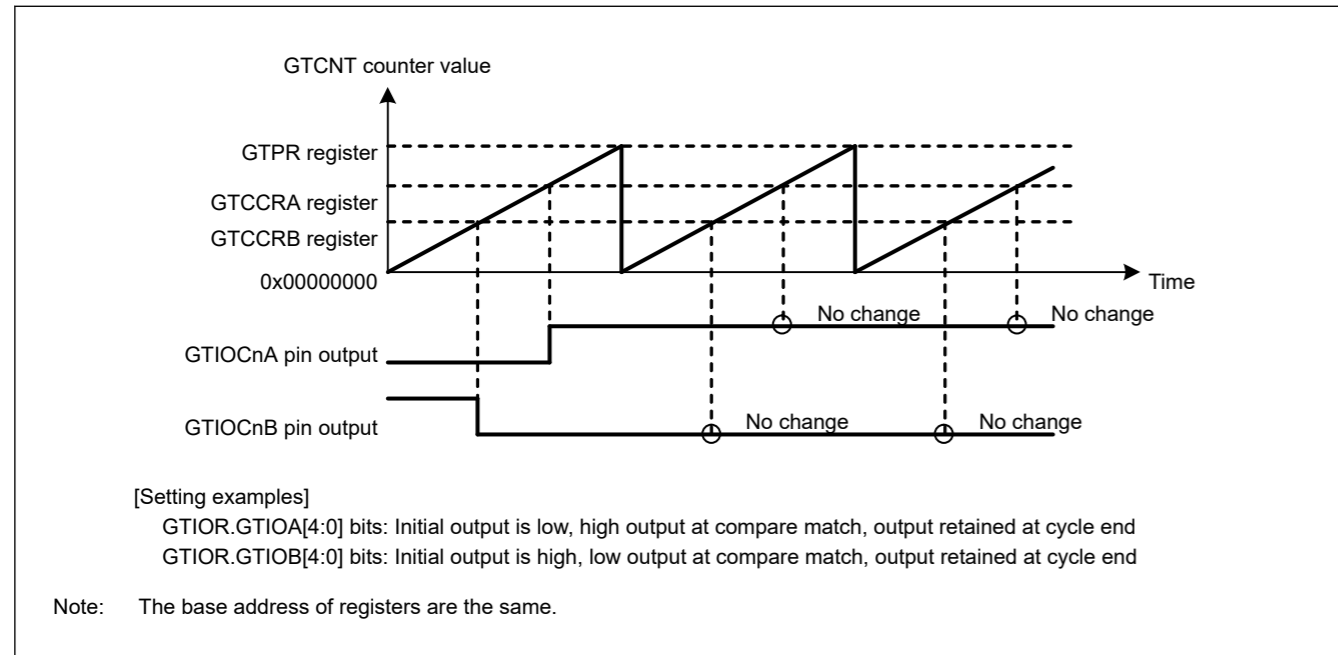 GTCNT counter value
GTPR register
GTCCRA register
GTCCRB register
0x00000000
Time
No change
No change
GTIOCnA pin output
No change
No change
GTIOCnB pin output
[Setting examples]
GTIOR.GTIOA[4:0] bits: Initial output is low, high output at compare match, output retained at cycle end
GTIOR.GTIOB[4:0] bits: Initial output is high, low output at compare match, output retained at cycle end
Note: The base address of registers are the same.